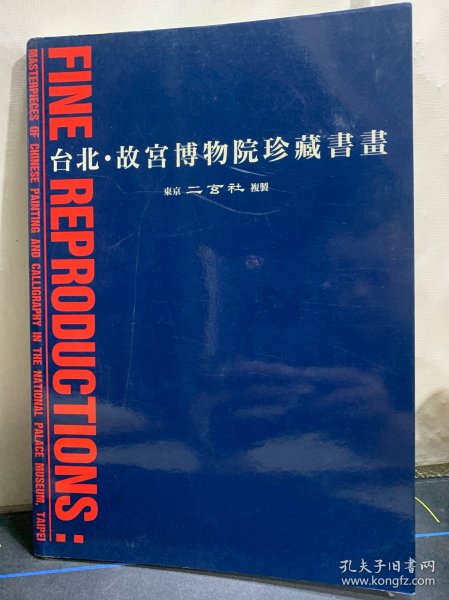 台北・故宮博物院珍藏書畫
東京 二玄社 複製
FINE REPRODUCTIONS:
MASTERPIECES OF CHINESE PAINTING AND CALLIGRAPHY IN THE NATIONAL PALACE MUSEUM, TAIPEI
孔夫子旧书网
www.kongfz.com